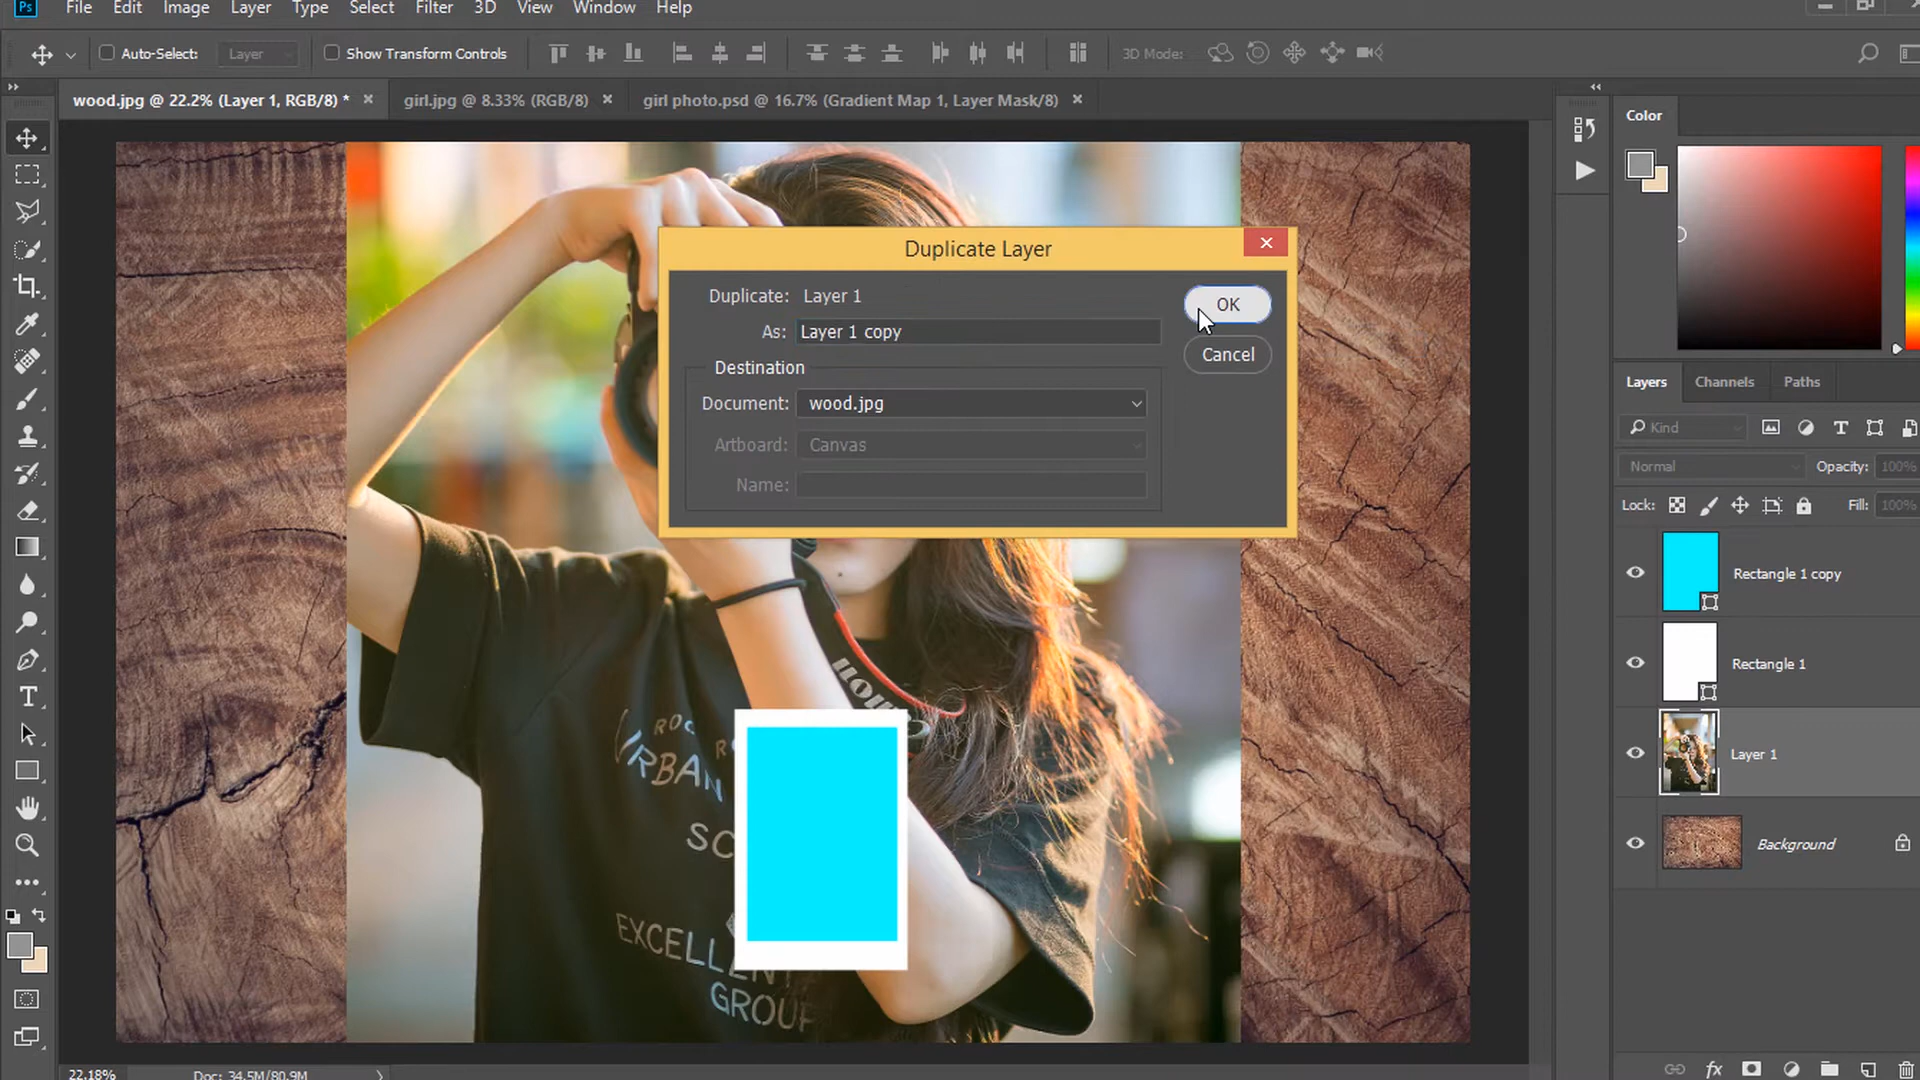 Ps File Edit Image Layer Type Select Filter 3D View Window Help
Auto-Select: Layer Show Transform Controls 3D Mode:
wood.jpg @ 22.2% (Layer 1, RGB/8) * × girl.jpg @ 8.33% (RGB/8) × girl photo.psd @ 16.7% (Gradient Map 1, Layer Mask/8) ×
Color
Duplicate Layer
Duplicate: Layer 1
OK
As: Layer 1 copy
Cancel
Destination
Document: wood.jpg
Artboard: Canvas
Name:
Layers Channels Paths
Kind
Normal Opacity: 100%
Lock: Fill: 100%
Rectangle 1 copy
Rectangle 1
Layer 1
Background
URBAN
SC
EXCELLENT
GROUP
22.18% Doc: 34.5M/80.9M